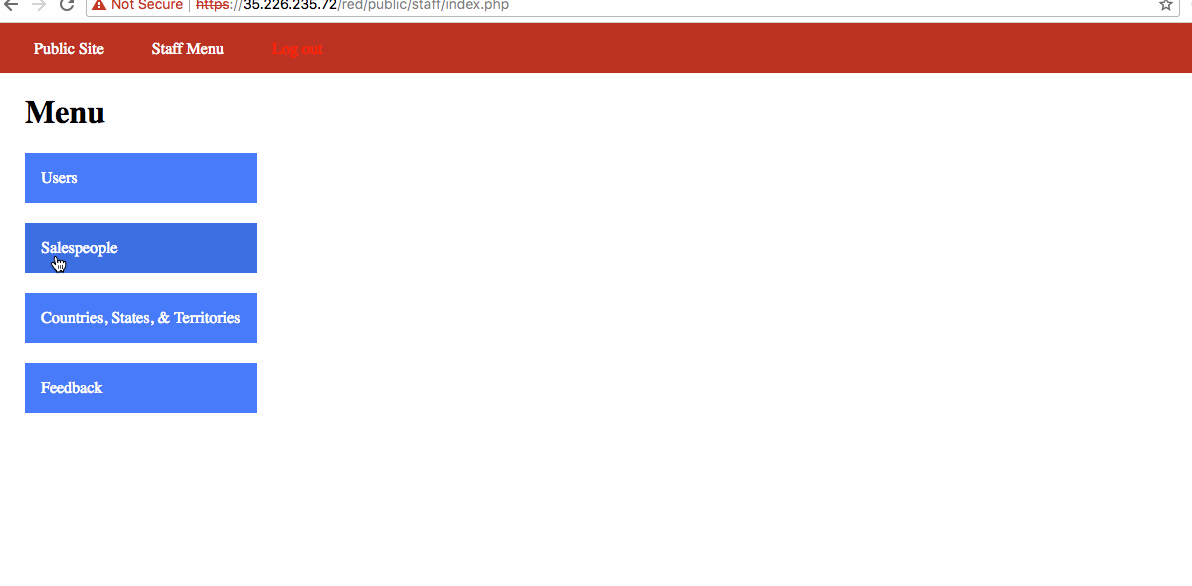 Not Secure | https://35.226.235.72/red/public/staff/index.php
Public Site Staff Menu Log out
Menu
Users
Salespeople
Countries, States, & Territories
Feedback